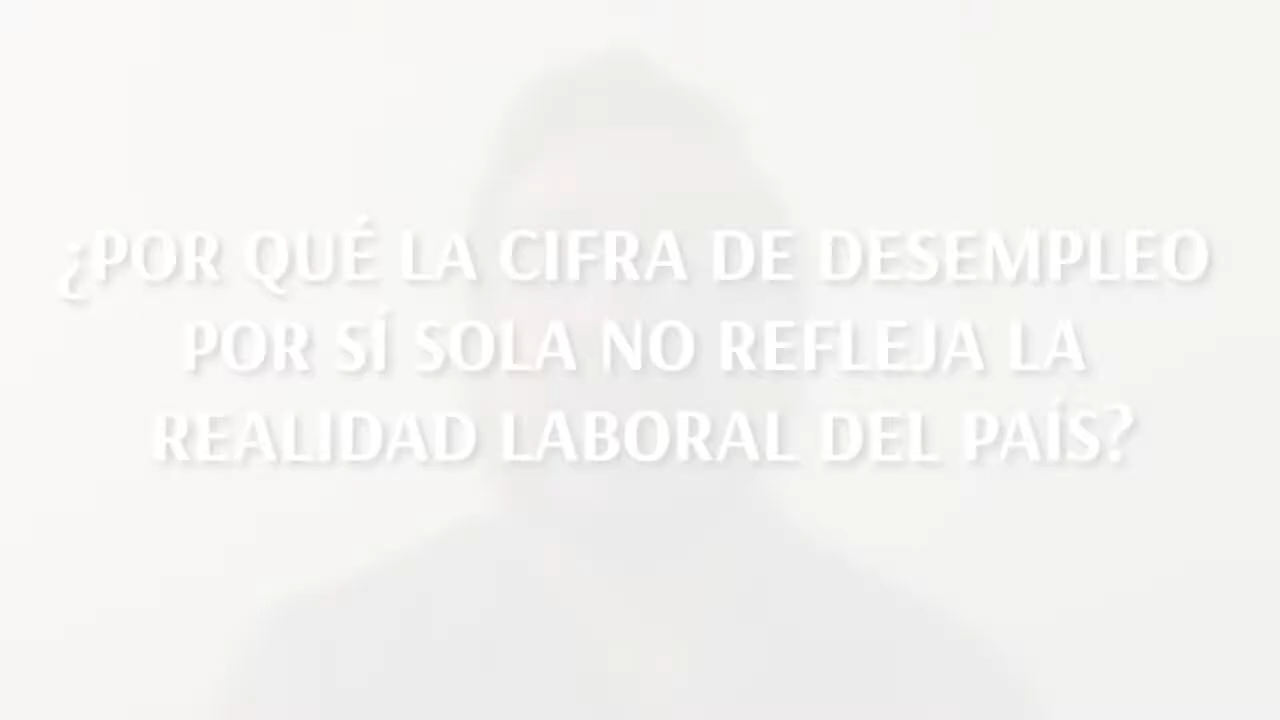 ¿POR QUÉ LA CIFRA DE DESEMPLEO
POR SÍ SOLA NO REFLEJA LA
REALIDAD LABORAL DEL PAÍS?